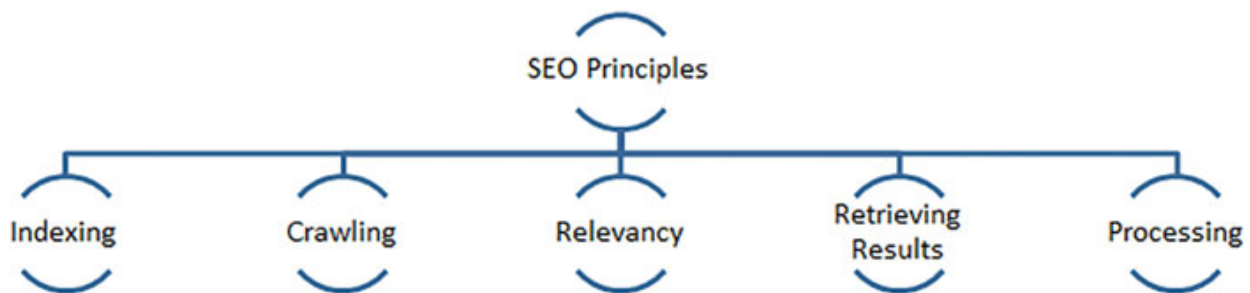 SEO Principles
Indexing
Crawling
Relevancy
Retrieving
Results
Processing